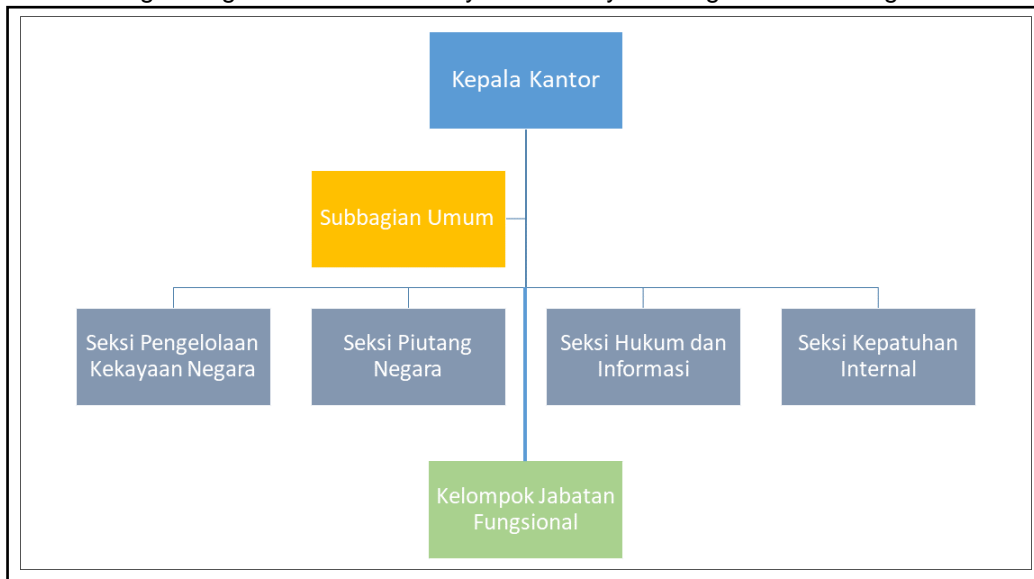 Kepala Kantor
Subbagian Umum
Seksi Pengelolaan
Kekayaan Negara
Seksi Piutang
Negara
Seksi Hukum dan
Informasi
Seksi Kepatuhan
Internal
Kelompok Jabatan
Fungsional